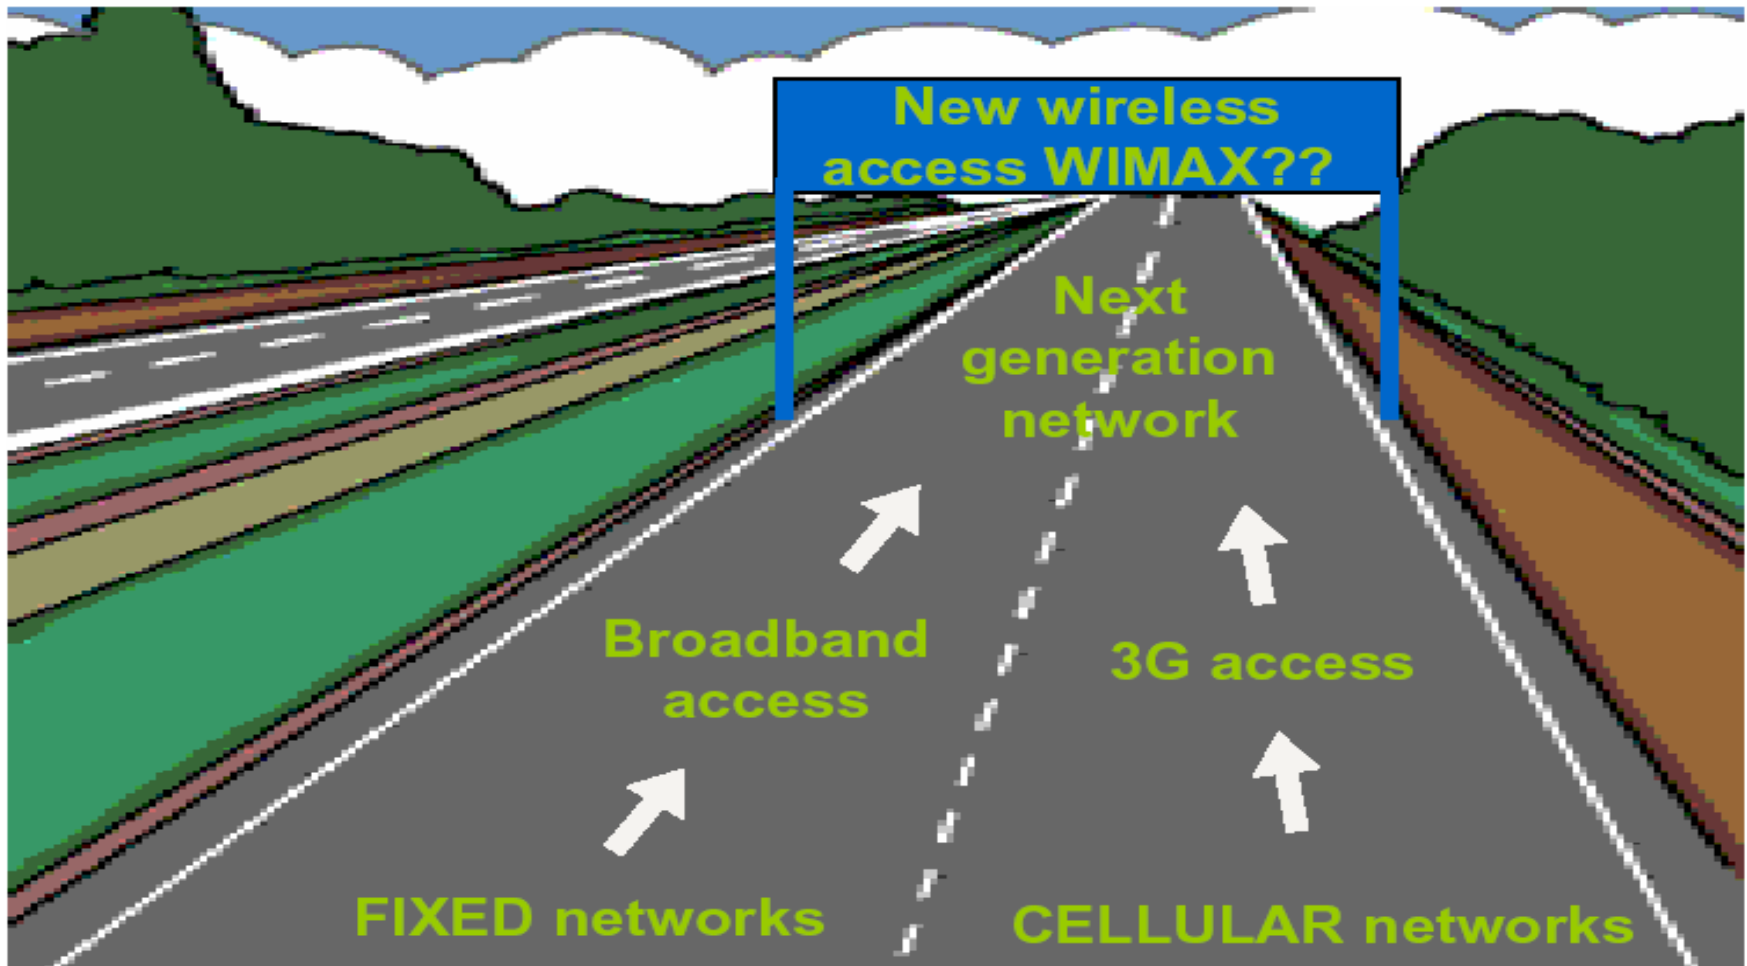 New wireless
access WIMAX??
Next
generation
network
Broadband
access
3G access
FIXED networks
CELLULAR networks